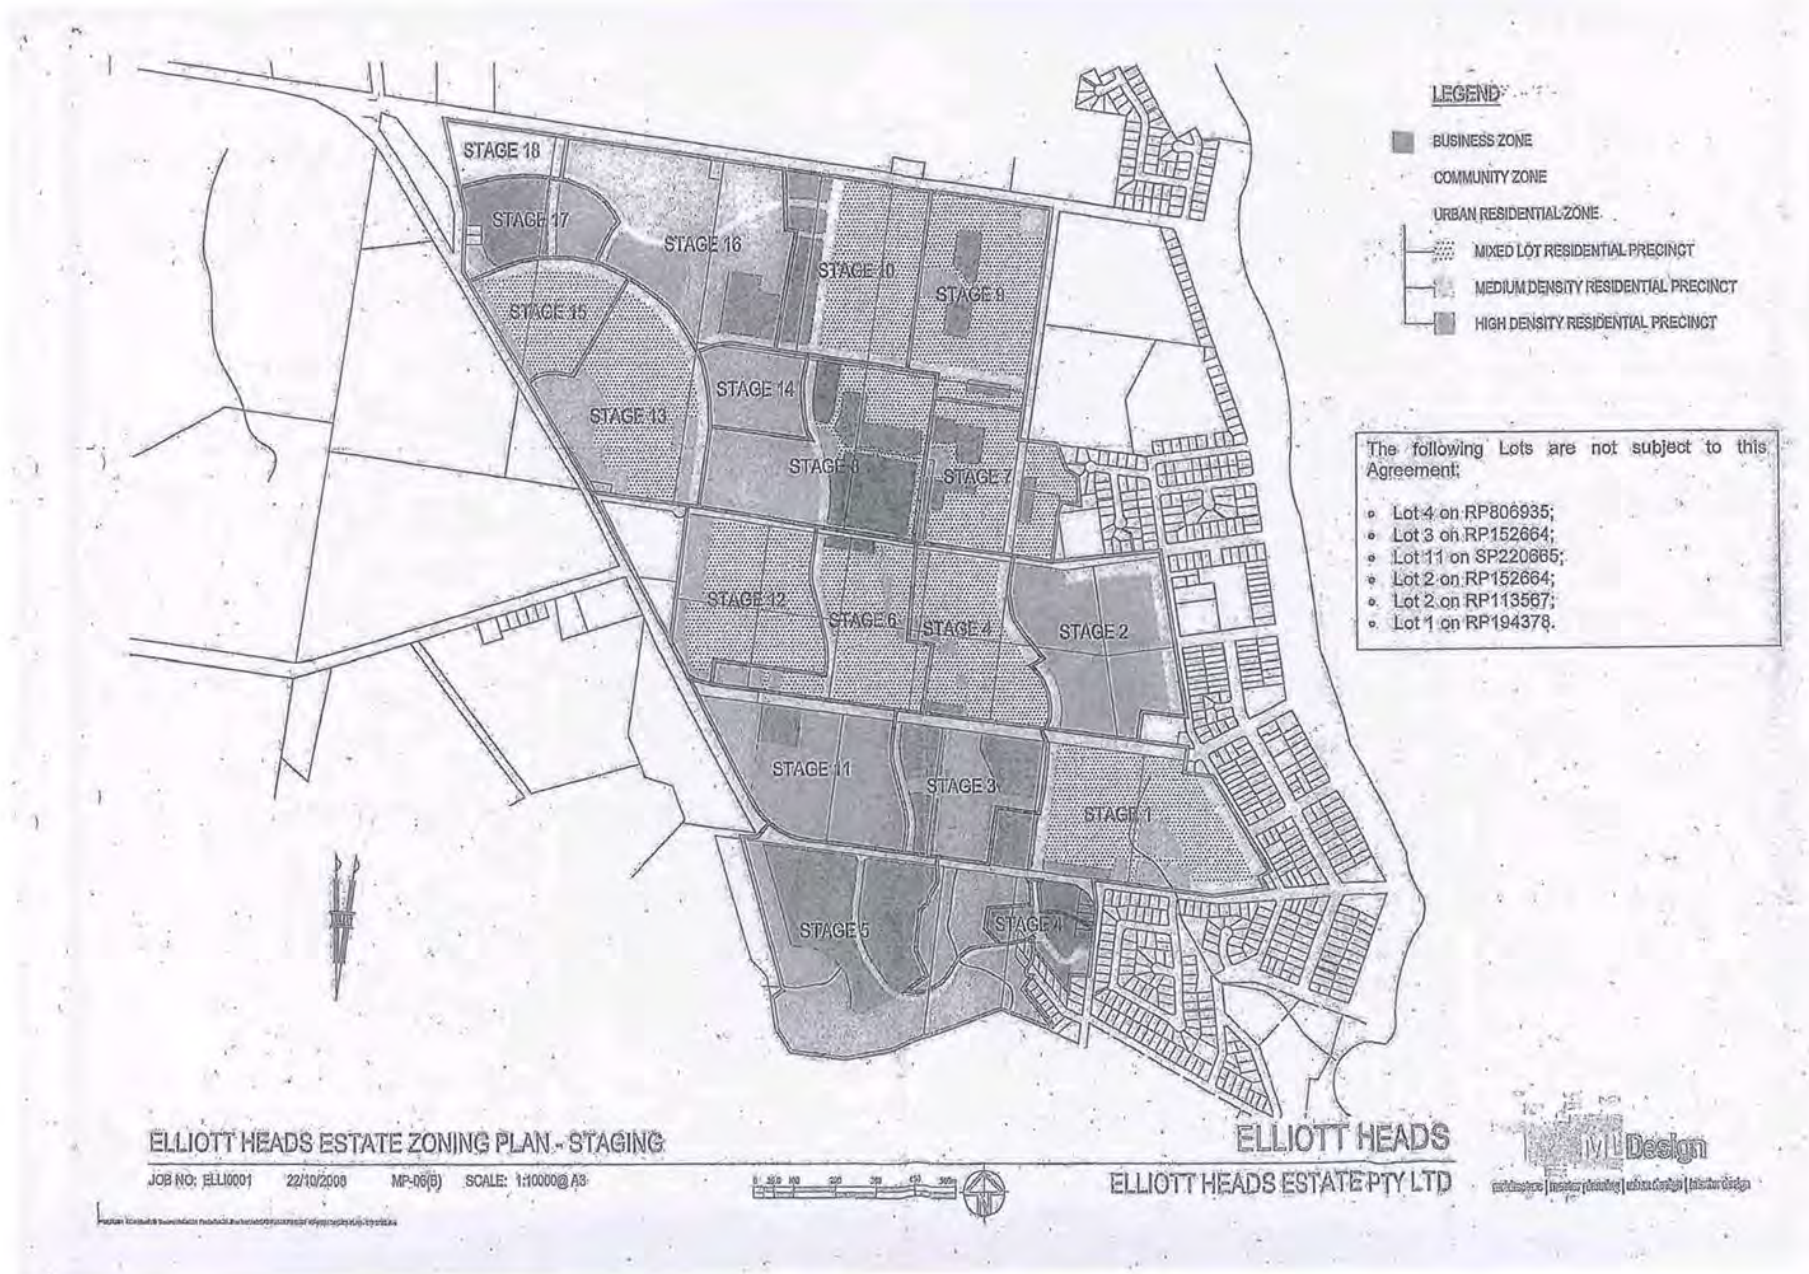 LEGEND
BUSINESS ZONE
COMMUNITY ZONE
URBAN RESIDENTIAL ZONE
MIXED LOT RESIDENTIAL PRECINCT
MEDIUM DENSITY RESIDENTIAL PRECINCT
HIGH DENSITY RESIDENTIAL PRECINCT
STAGE 18
STAGE 17
STAGE 16
STAGE 10
STAGE 9
STAGE 15
STAGE 14
STAGE 13
STAGE 8
STAGE 7
STAGE 12
STAGE 6
STAGE 4
STAGE 2
STAGE 11
STAGE 3
STAGE 1
STAGE 5
STAGE 4
The following Lots are not subject to this
Agreement:
Lot 4 on RP806935;
Lot 3 on RP152664;
Lot 11 on SP220665;
Lot 2 on RP152664;
Lot 2 on RP113567;
Lot 1 on RP194378.
ELLIOTT HEADS ESTATE ZONING PLAN - STAGING
JOB NO: ELLI0001 22/10/2008 MP-06(B) SCALE: 1:10000@A3
ELLIOTT HEADS
ELLIOTT HEADS ESTATE PTY LTD
Design